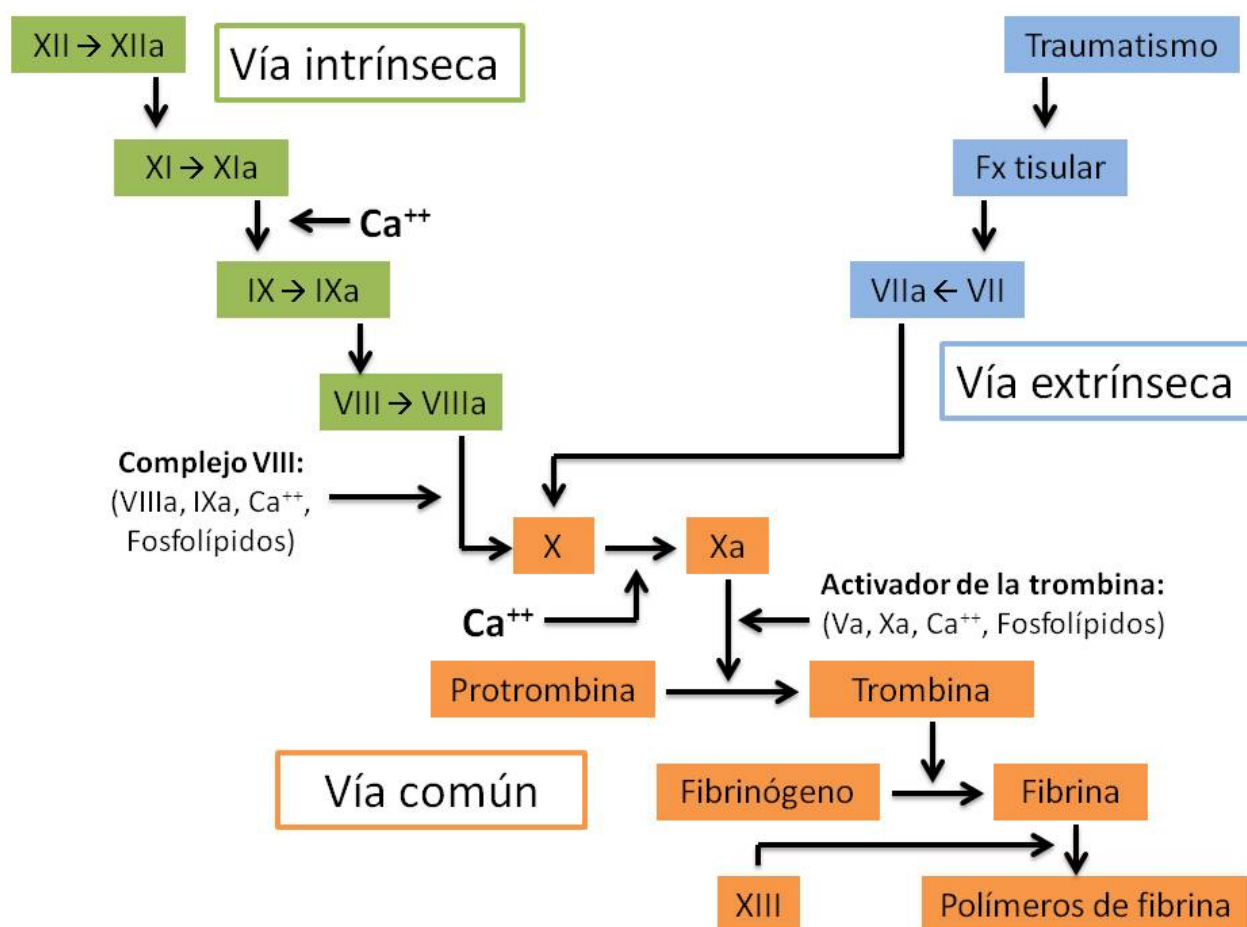 XII → XIIa
Vía intrínseca
Traumatismo
XI → XIa
Fx tisular
Ca⁺⁺
IX → IXa
VIIa ← VII
Vía extrínseca
VIII → VIIIa
Complejo VIII:
(VIIIa, IXa, Ca⁺⁺,
Fosfolípidos)
X
Xa
Ca⁺⁺
Activador de la trombina:
(Va, Xa, Ca⁺⁺, Fosfolípidos)
Protrombina
Trombina
Vía común
Fibrinógeno
Fibrina
XIII
Polímeros de fibrina